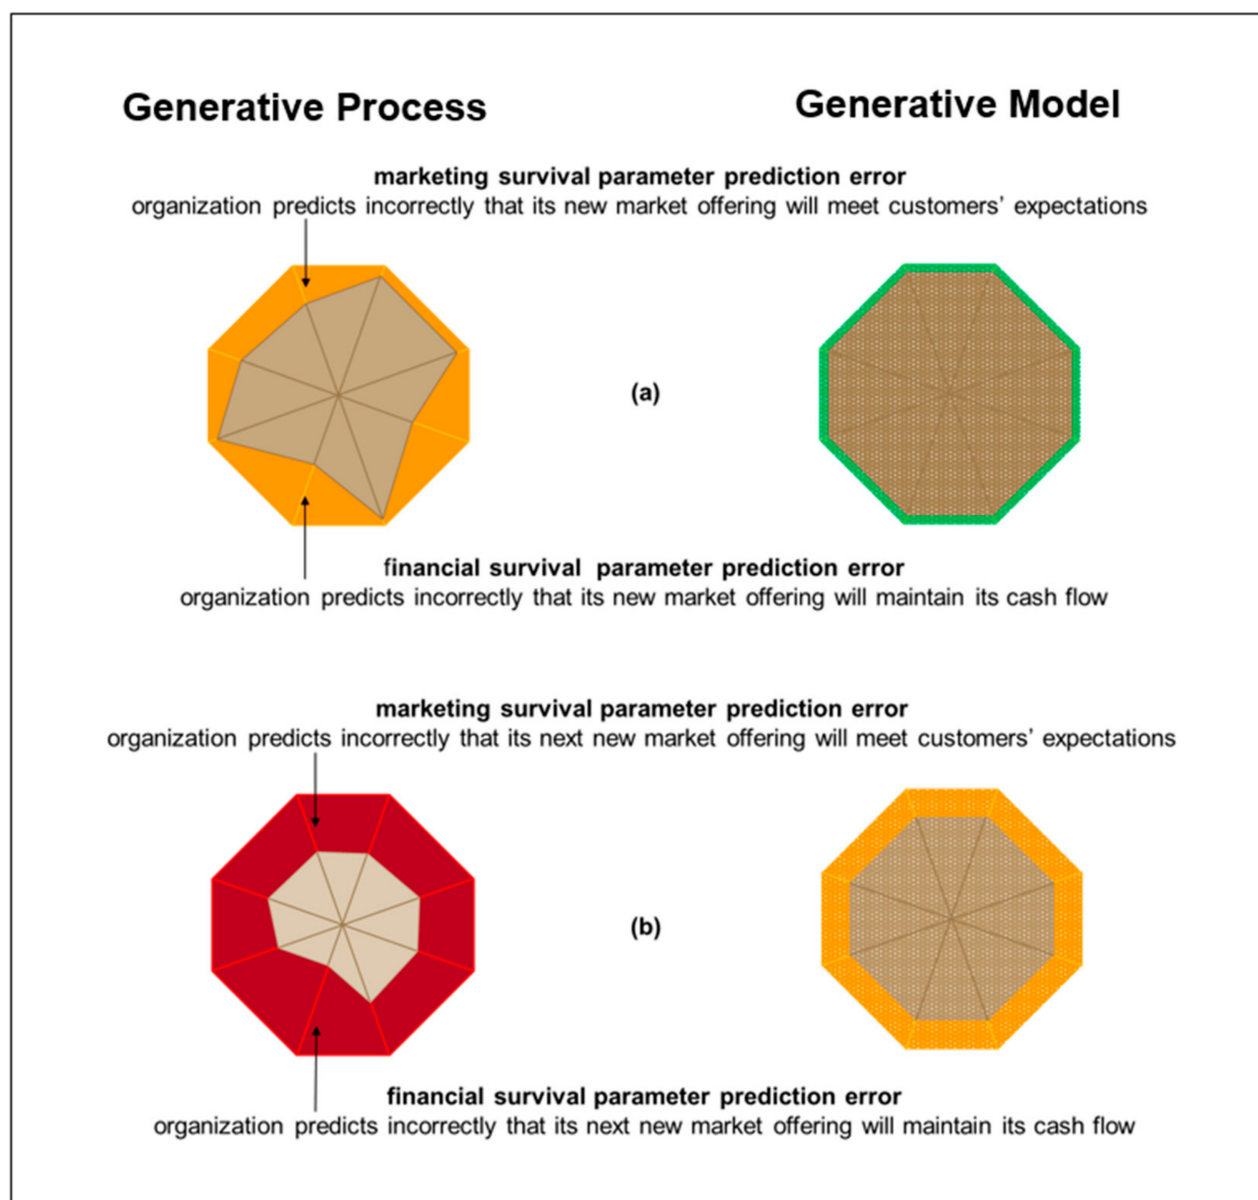 Generative Process
Generative Model
marketing survival parameter prediction error
organization predicts incorrectly that its new market offering will meet customers’ expectations
(a)
financial survival parameter prediction error
organization predicts incorrectly that its new market offering will maintain its cash flow
marketing survival parameter prediction error
organization predicts incorrectly that its next new market offering will meet customers’ expectations
(b)
financial survival parameter prediction error
organization predicts incorrectly that its next new market offering will maintain its cash flow